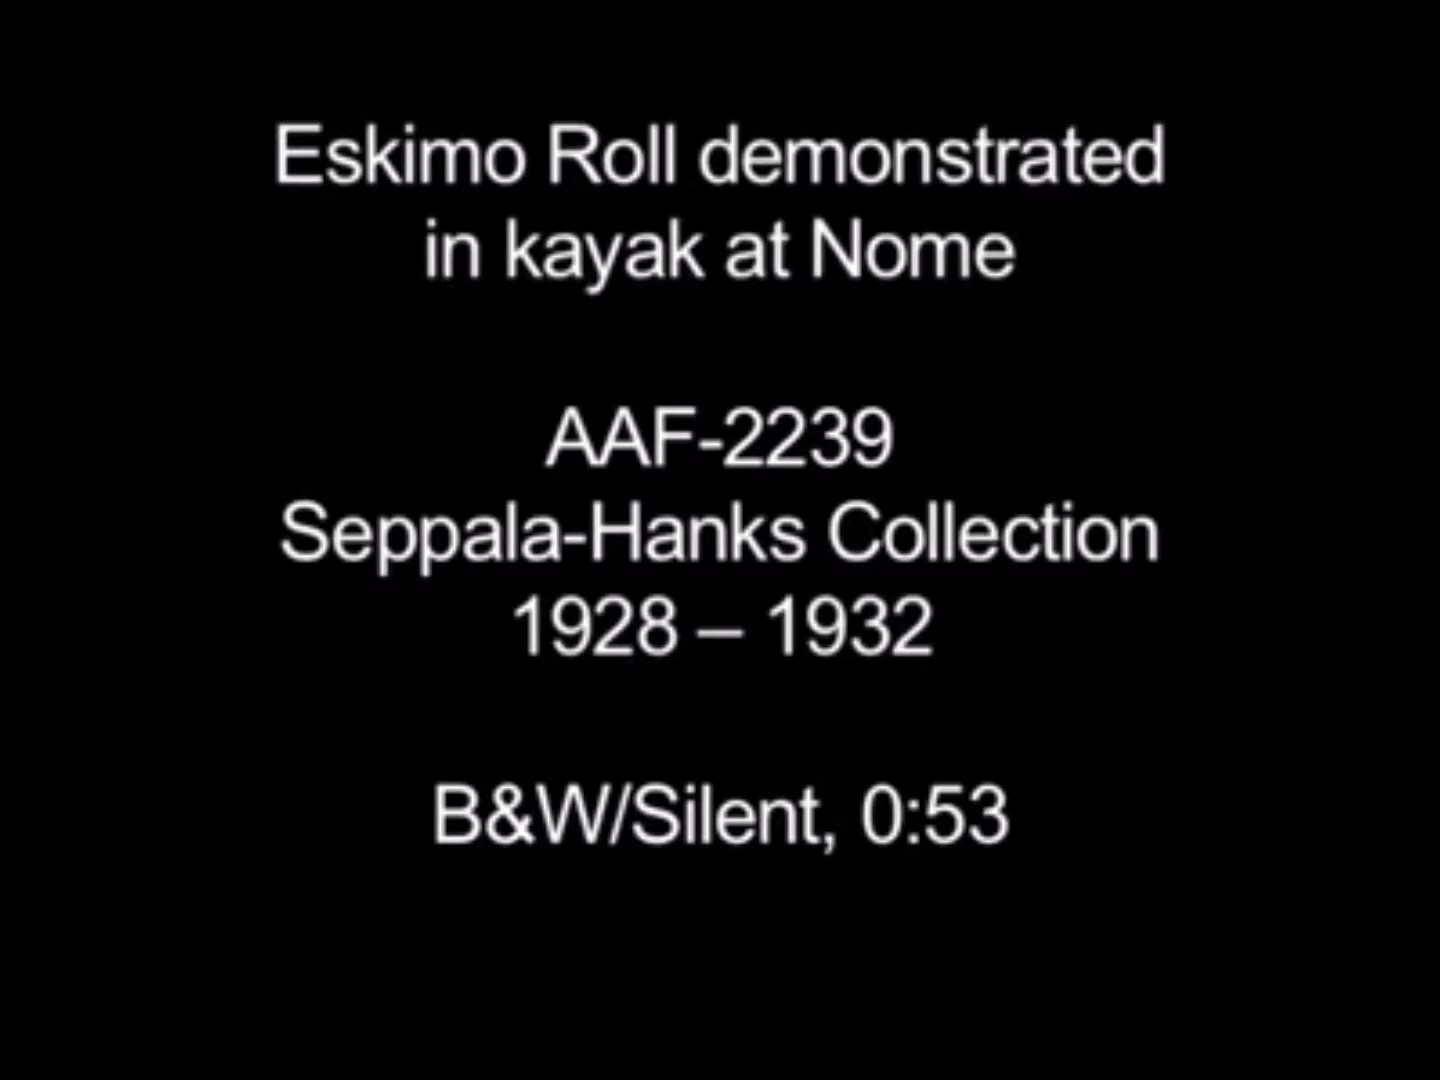 Eskimo Roll demonstrated
in kayak at Nome
AAF-2239
Seppala-Hanks Collection
1928 – 1932
B&W/Silent, 0:53